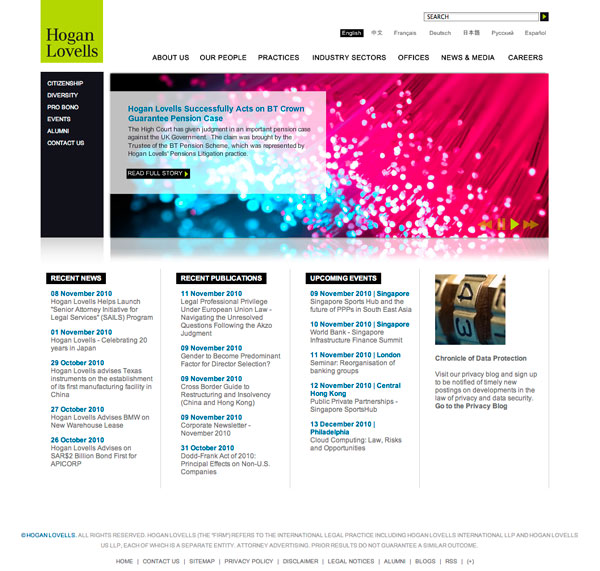 Hogan
Lovells
SEARCH
English 中文 Français Deutsch 日本語 Русский Español
ABOUT US OUR PEOPLE PRACTICES INDUSTRY SECTORS OFFICES NEWS & MEDIA CAREERS
CITIZENSHIP
DIVERSITY
PRO BONO
EVENTS
ALUMNI
CONTACT US
Hogan Lovells Successfully Acts on BT Crown
Guarantee Pension Case
The High Court has given judgment in an important pension case
against the UK Government. The claim was brought by the
Trustee of the BT Pension Scheme, which was represented by
Hogan Lovells' Pensions Litigation practice.
READ FULL STORY
RECENT NEWS
08 November 2010
Hogan Lovells Helps Launch
"Senior Attorney Initiative for
Legal Services" (SAILS) Program
01 November 2010
Hogan Lovells - Celebrating 20
years in Japan
29 October 2010
Hogan Lovells advises Texas
instruments on the establishment
of its first manufacturing facility in
China
27 October 2010
Hogan Lovells Advises BMW on
New Warehouse Lease
26 October 2010
Hogan Lovells Advises on
SAR$2 Billion Bond First for
APICORP
RECENT PUBLICATIONS
11 November 2010
Legal Professional Privilege
Under European Union Law -
Navigating the Unresolved
Questions Following the Akzo
Judgment
09 November 2010
Gender to Become Predominant
Factor for Director Selection?
09 November 2010
Cross Border Guide to
Restructuring and Insolvency
(China and Hong Kong)
09 November 2010
Corporate Newsletter -
November 2010
31 October 2010
Dodd-Frank Act of 2010:
Principal Effects on Non-U.S.
Companies
UPCOMING EVENTS
09 November 2010 | Singapore
Singapore Sports Hub and the
future of PPPs in South East Asia
10 November 2010 | Singapore
World Bank - Singapore
Infrastructure Finance Summit
11 November 2010 | London
Seminar: Reorganisation of
banking groups
12 November 2010 | Central
Hong Kong
Public Private Partnerships -
Singapore SportsHub
13 December 2010 |
Philadelphia
Cloud Computing: Law, Risks
and Opportunities
Chronicle of Data Protection
Visit our privacy blog and sign up
to be notified of timely new
postings on developments in the
law of privacy and data security.
Go to the Privacy Blog
©HOGAN LOVELLS. ALL RIGHTS RESERVED. HOGAN LOVELLS (THE "FIRM") REFERS TO THE INTERNATIONAL LEGAL PRACTICE INCLUDING HOGAN LOVELLS INTERNATIONAL LLP AND HOGAN LOVELLS
US LLP, EACH OF WHICH IS A SEPARATE ENTITY. ATTORNEY ADVERTISING. PRIOR RESULTS DO NOT GUARANTEE A SIMILAR OUTCOME.
HOME | CONTACT US | SITEMAP | PRIVACY POLICY | DISCLAIMER | LEGAL NOTICES | ALUMNI | BLOGS | RSS | (+)